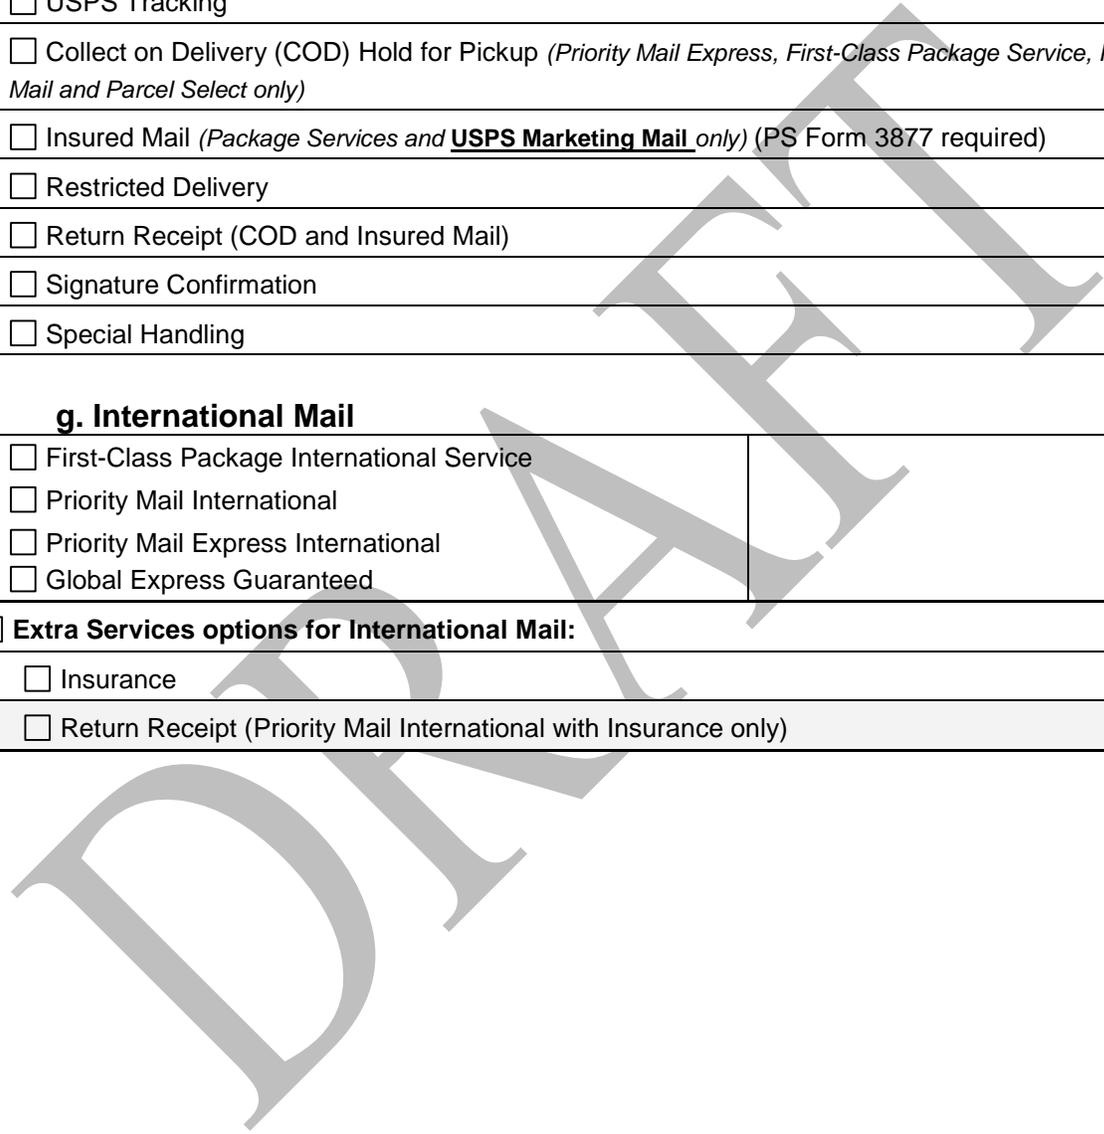 USPS Tracking
Collect on Delivery (COD) Hold for Pickup (Priority Mail Express, First-Class Package Service,
Mail and Parcel Select only)
Insured Mail (Package Services and USPS Marketing Mail only) (PS Form 3877 required)
Restricted Delivery
Return Receipt (COD and Insured Mail)
Signature Confirmation
Special Handling
g. International Mail
First-Class Package International Service
Priority Mail International
Priority Mail Express International
Global Express Guaranteed
Extra Services options for International Mail:
Insurance
Return Receipt (Priority Mail International with Insurance only)
DRAFT